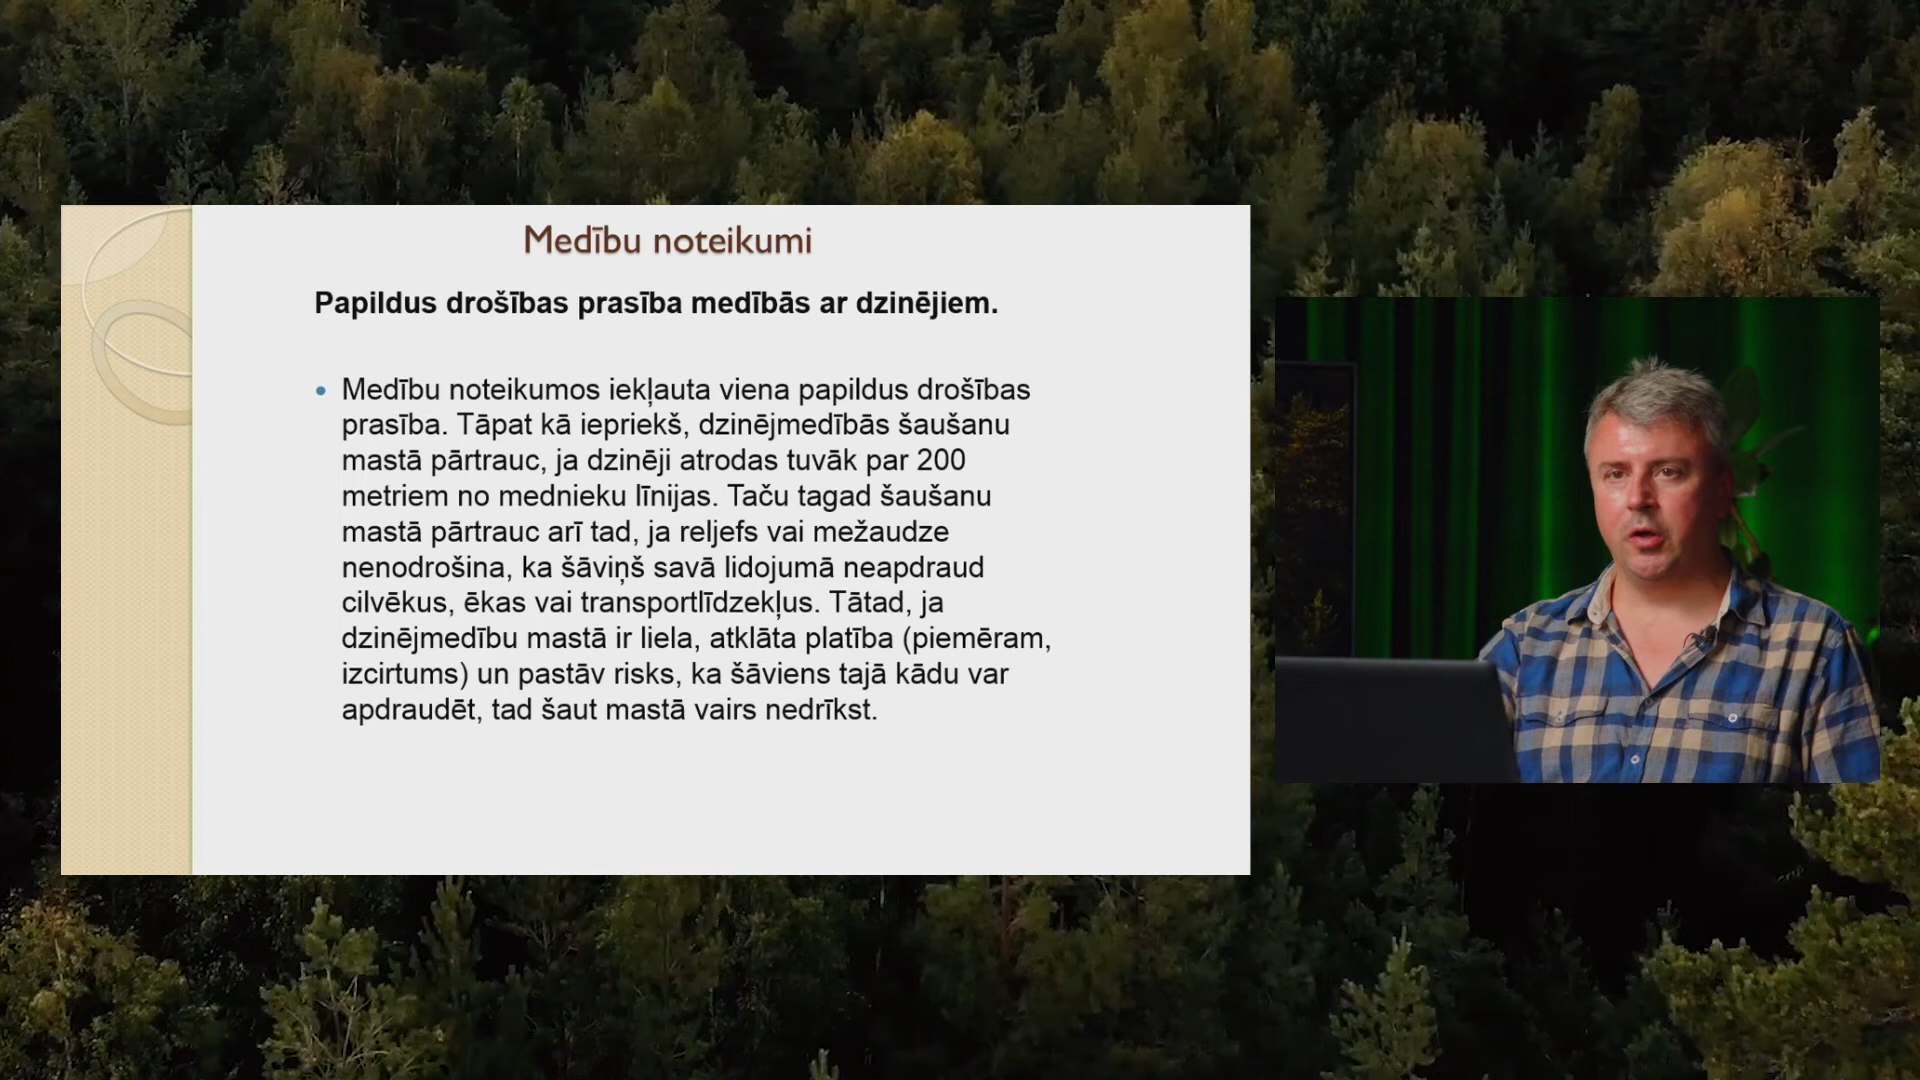 Medību noteikumi
Papildus drošības prasība medībās ar dzinējiem.
• Medību noteikumos iekļauta viena papildus drošības
prasība. Tāpat kā iepriekš, dzinējmedībās šaušanu
mastā pārtrauc, ja dzinēji atrodas tuvāk par 200
metriem no mednieku līnijas. Taču tagad šaušanu
mastā pārtrauc arī tad, ja reljefs vai mežaudze
nenodrošina, ka šāviņš savā lidojumā neapdraud
cilvēkus, ēkas vai transportlīdzekļus. Tātad, ja
dzinējmedību mastā ir liela, atklāta platība (piemēram,
izcirtums) un pastāv risks, ka šāviens tajā kādu var
apdraudēt, tad šaut mastā vairs nedrīkst.